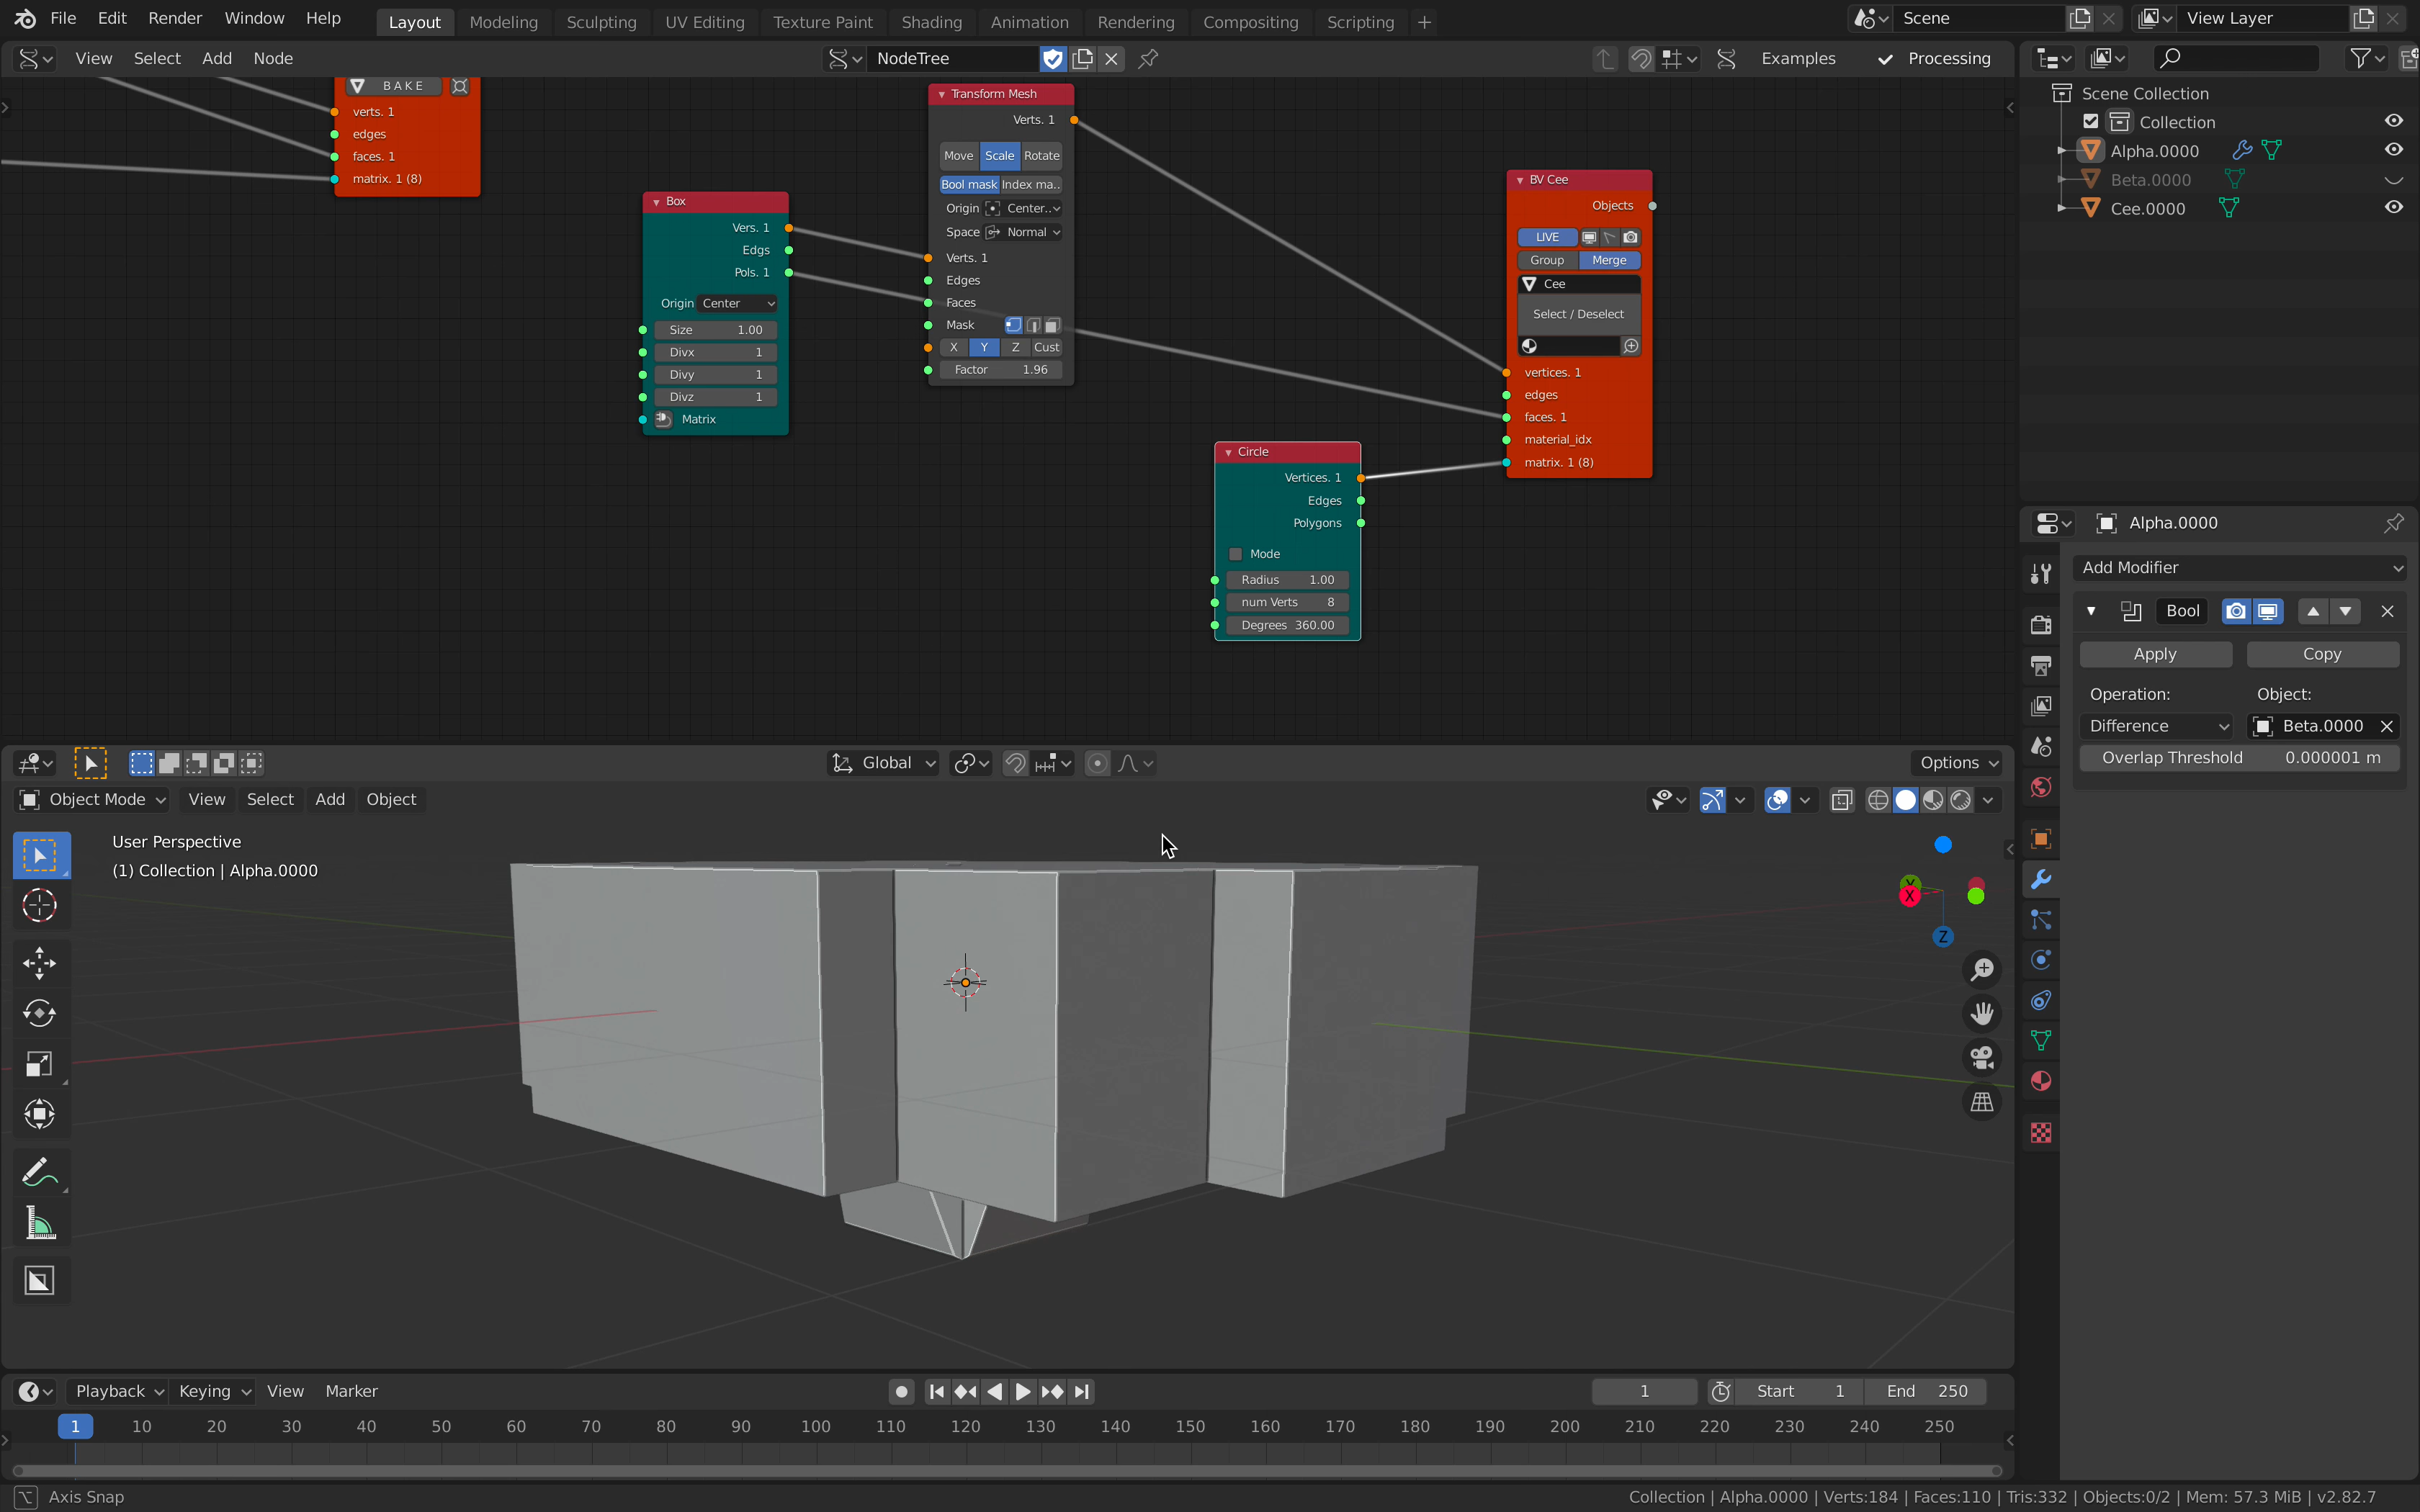 File Edit Render Window Help Layout Modeling Sculpting UV Editing Texture Paint Shading Animation Rendering Compositing Scripting + Scene View Layer
View Select Add Node NodeTree Examples Processing
BAKE
verts. 1
edges
faces. 1
matrix. 1 (8)
Box
Vers. 1
Edgs
Pols. 1
Origin Center
Size 1.00
Divx 1
Divy 1
Divz 1
Matrix
Transform Mesh
Verts. 1
Move Scale Rotate
Bool mask Index ma..
Origin Center..
Space Normal
Verts. 1
Edges
Faces
Mask
X Y Z Cust
Factor 1.96
Circle
Vertices. 1
Edges
Polygons
Mode
Radius 1.00
num Verts 8
Degrees 360.00
BV Cee
Objects
LIVE
Group Merge
Cee
Select / Deselect
vertices. 1
edges
faces. 1
material_idx
matrix. 1 (8)
Scene Collection
Collection
Alpha.0000
Beta.0000
Cee.0000
Alpha.0000
Add Modifier
Bool
Apply Copy
Operation: Object:
Difference Beta.0000
Overlap Threshold 0.000001 m
Global Options
Object Mode View Select Add Object
User Perspective
(1) Collection | Alpha.0000
Y
X
Z
Playback Keying View Marker 1 Start 1 End 250
1 10 20 30 40 50 60 70 80 90 100 110 120 130 140 150 160 170 180 190 200 210 220 230 240 250
Axis Snap Collection | Alpha.0000 | Verts:184 | Faces:110 | Tris:332 | Objects:0/2 | Mem: 57.3 MiB | v2.82.7